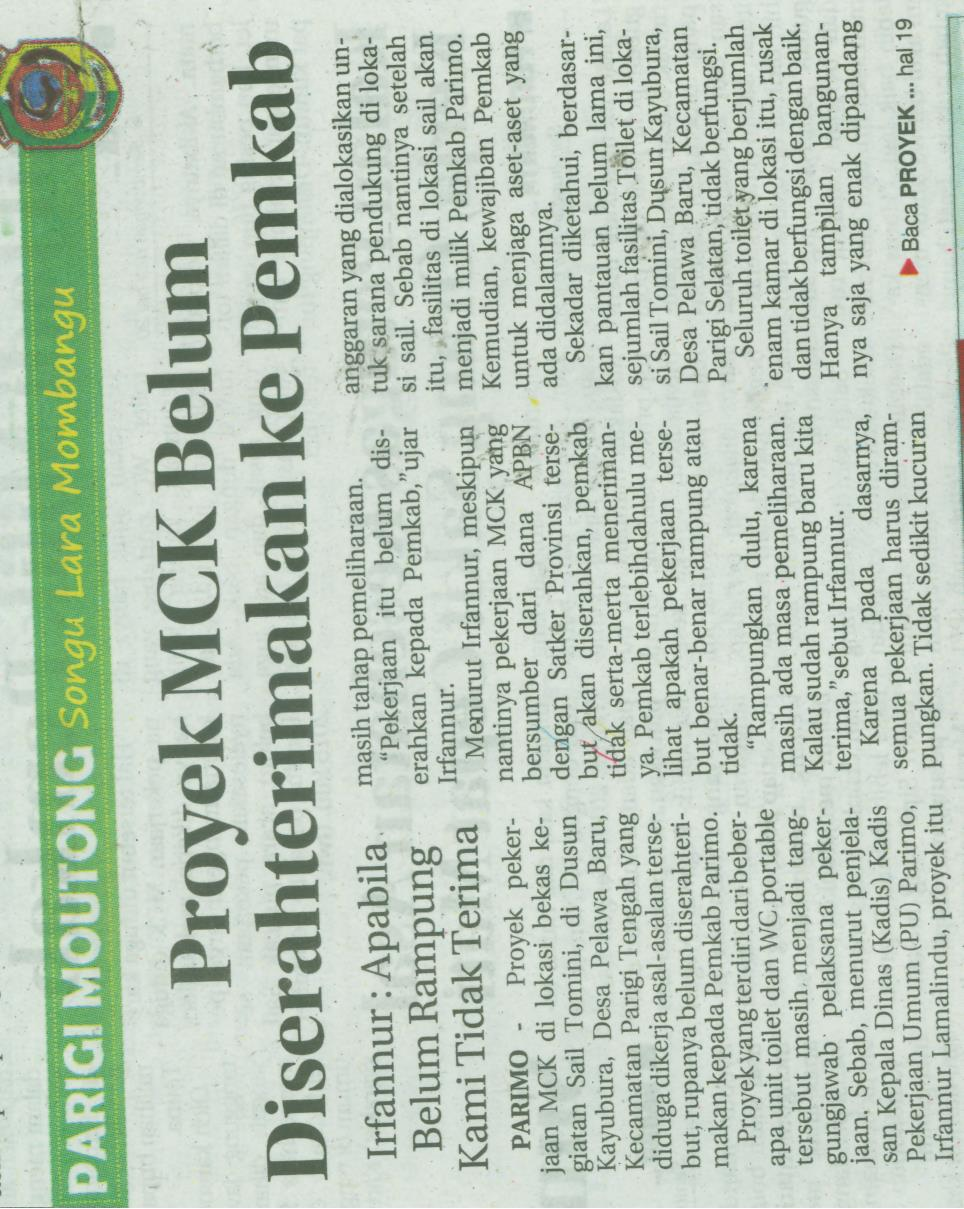 PARIGI MOUTONG Songu Lara Mombangu
Proyek MCK Belum
Diserahterimakan ke Pemkab
Irfannur : Apabila
Belum Rampung
Kami Tidak Terima
PARIMO - Proyek peker-
jaan MCK di lokasi bekas ke-
giatan Sail Tomini, di Dusun
Kayubura, Desa Pelawa Baru,
Kecamatan Parigi Tengah yang
diduga dikerja asal-asalan terse-
but, rupanya belum diserahteri-
makan kepada Pemkab Parimo.
Proyek yang terdiri dari beber-
apa unit toilet dan WC portable
tersebut masih menjadi tang-
gungjawab pelaksana peker-
jaan. Sebab, menurut penjela-
san Kepala Dinas (Kadis) Kadis
Pekerjaan Umum (PU) Parimo,
Irfannur Lamalindu, proyek itu
masih tahap pemeliharaan.
“Pekerjaan itu belum dis-
erahkan kepada Pemkab,”ujar
Irfannur.
Menurut Irfannur, meskipun
nantinya pekerjaan MCK yang
bersumber dari dana APBN
dengan Satker Provinsi terse-
but akan diserahkan, pemkab
tidak serta-merta meneriman-
ya. Pemkab terlebihdahulu me-
lihat apakah pekerjaan terse-
but benar-benar rampung atau
tidak.
“Rampungkan dulu, karena
masih ada masa pemeliharaan.
Kalau sudah rampung baru kita
terima,”sebut Irfannur.
Karena pada dasarnya,
semua pekerjaan harus diram-
pungkan. Tidak sedikit kucuran
anggaran yang dialokasikan un-
tuk sarana pendukung di loka-
si sail. Sebab nantinya setelah
itu, fasilitas di lokasi sail akan
menjadi milik Pemkab Parimo.
Kemudian, kewajiban Pemkab
untuk menjaga aset-aset yang
ada didalamnya.
Sekadar diketahui, berdasar-
kan pantauan belum lama ini,
sejumlah fasilitas Toilet di loka-
si Sail Tomini, Dusun Kayubura,
Desa Pelawa Baru, Kecamatan
Parigi Selatan, tidak berfungsi.
Seluruh toilet yang berjumlah
enam kamar di lokasi itu, rusak
dan tidak berfungsi dengan baik.
Hanya tampilan bangunan-
nya saja yang enak dipandang
Baca PROYEK ... hal 19